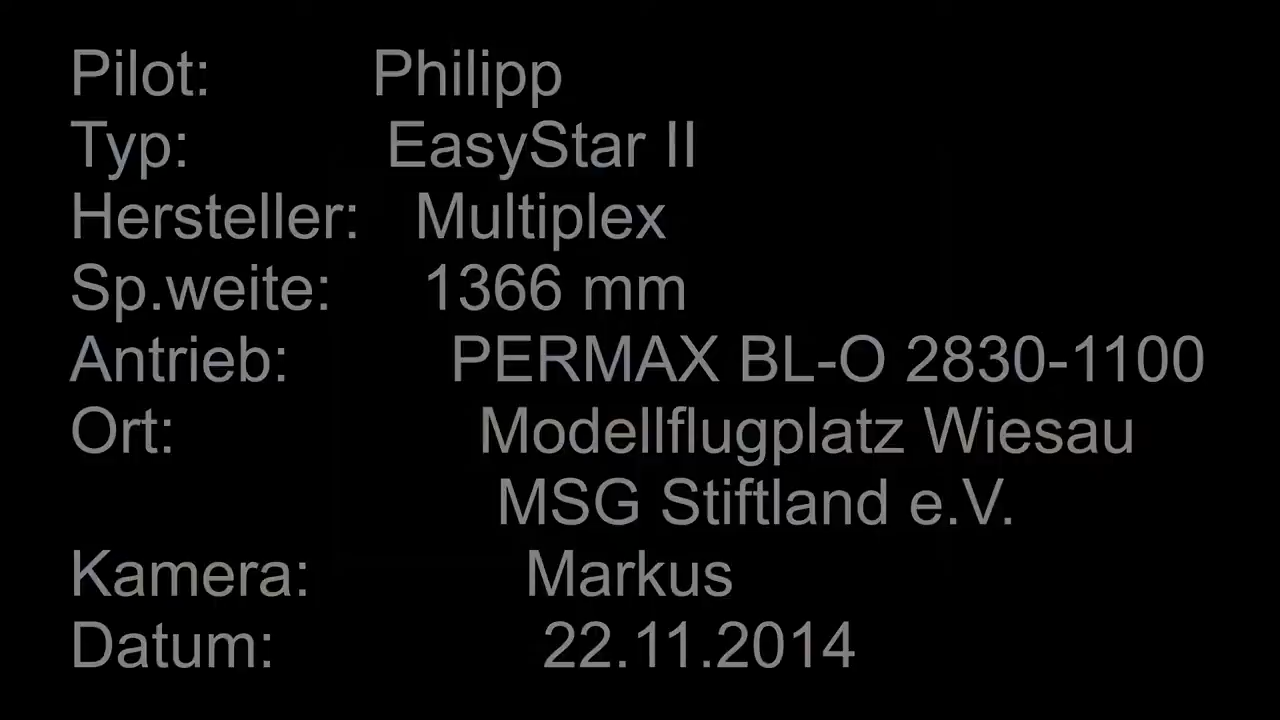 Pilot: Philipp
Typ: EasyStar II
Hersteller: Multiplex
Sp.weite: 1366 mm
Antrieb: PERMAX BL-O 2830-1100
Ort: Modellflugplatz Wiesau
MSG Stiftland e.V.
Kamera: Markus
Datum: 22.11.2014